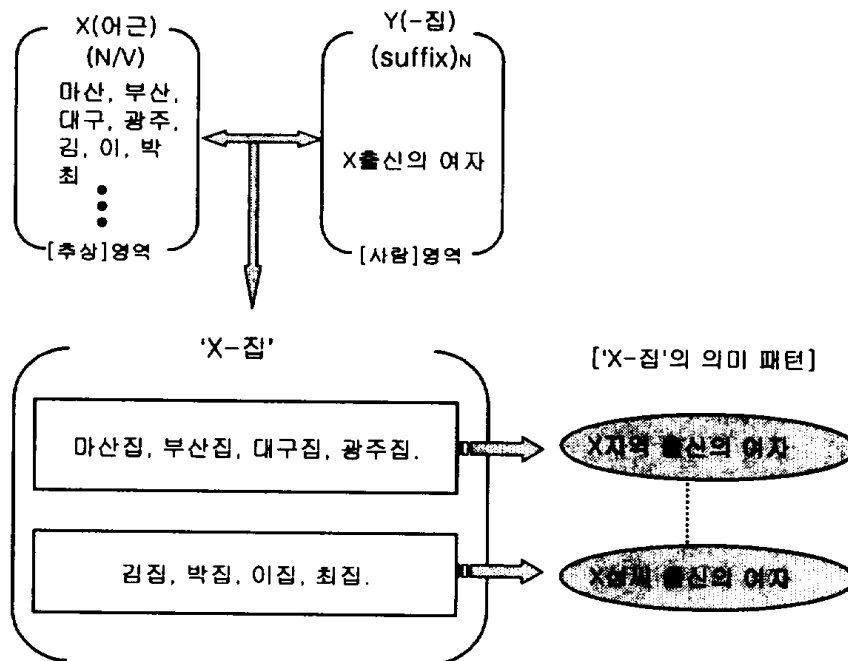 X(어근)
(N/V)
마산, 부산,
대구, 광주,
김, 이, 박
최
[추상]영역
Y(-집)
(suffix)N
X출신의 여자
[사람]영역
'X-집'
['X-집'의 의미 패턴]
마산집, 부산집, 대구집, 광주집.
X지역 출신의 여자
김집, 박집, 이집, 최집.
X성씨 출신의 여자